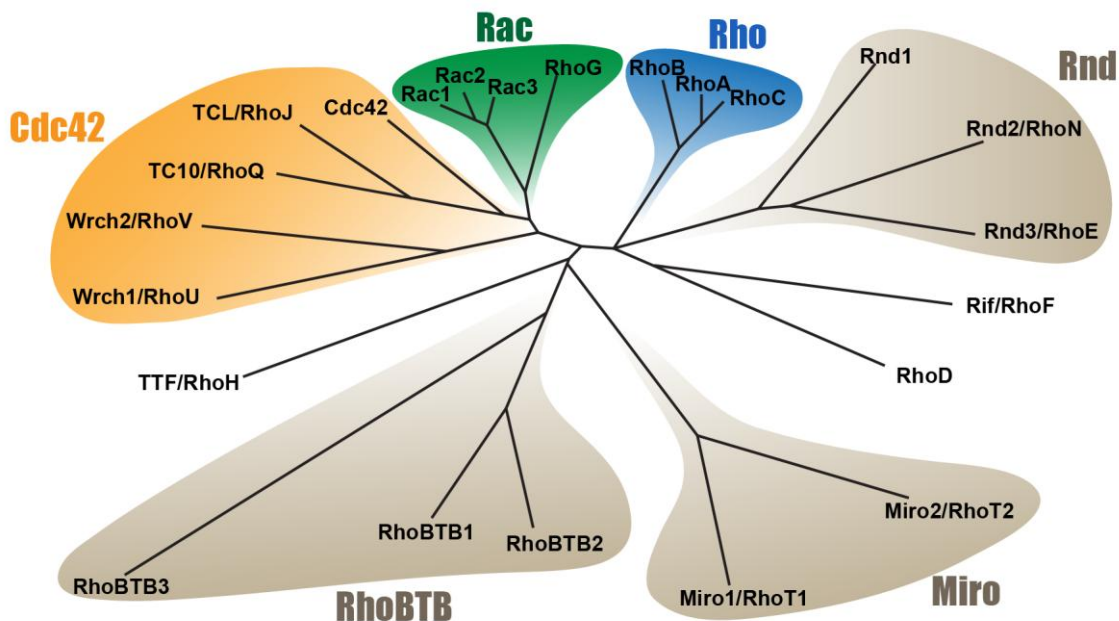 Rac
Rho
Rnd
Cdc42
Rac1
Rac2
Rac3
RhoG
RhoB
RhoA
RhoC
Rnd1
Rnd2/RhoN
Rnd3/RhoE
TCL/RhoJ
Cdc42
TC10/RhoQ
Wrch2/RhoV
Wrch1/RhoU
Rif/RhoF
RhoD
TTF/RhoH
RhoBTB1
RhoBTB2
RhoBTB3
RhoBTB
Miro2/RhoT2
Miro1/RhoT1
Miro